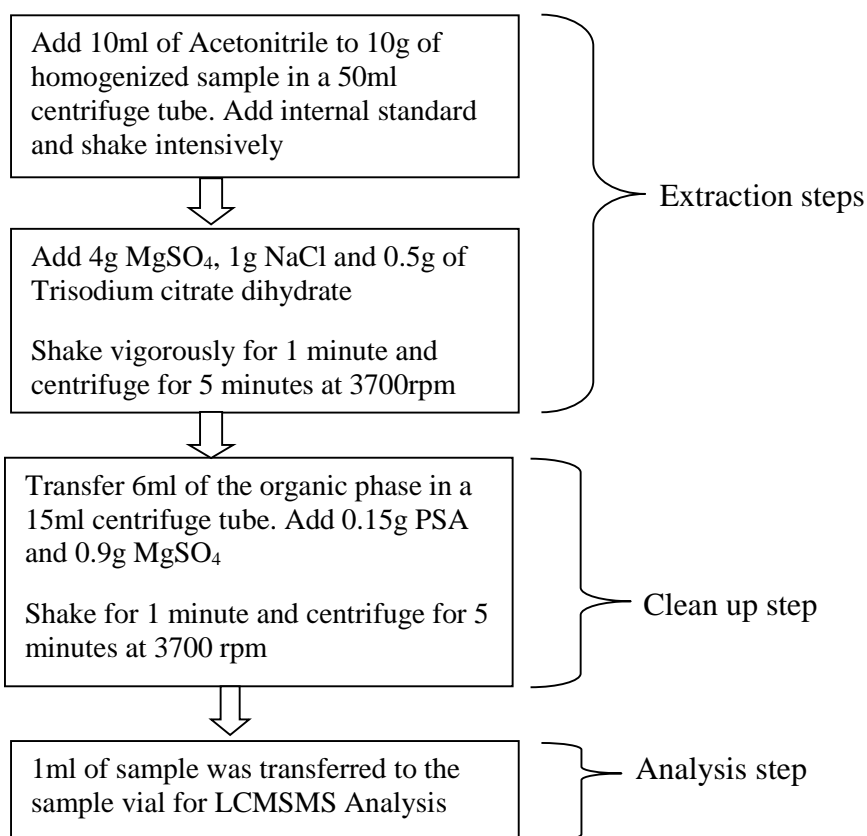 Add 10ml of Acetonitrile to 10g of
homogenized sample in a 50ml
centrifuge tube. Add internal standard
and shake intensively
Extraction steps
Add 4g MgSO₄, 1g NaCl and 0.5g of
Trisodium citrate dihydrate
Shake vigorously for 1 minute and
centrifuge for 5 minutes at 3700rpm
Transfer 6ml of the organic phase in a
15ml centrifuge tube. Add 0.15g PSA
and 0.9g MgSO₄
Shake for 1 minute and centrifuge for 5
minutes at 3700 rpm
Clean up step
1ml of sample was transferred to the
sample vial for LCMSMS Analysis
Analysis step